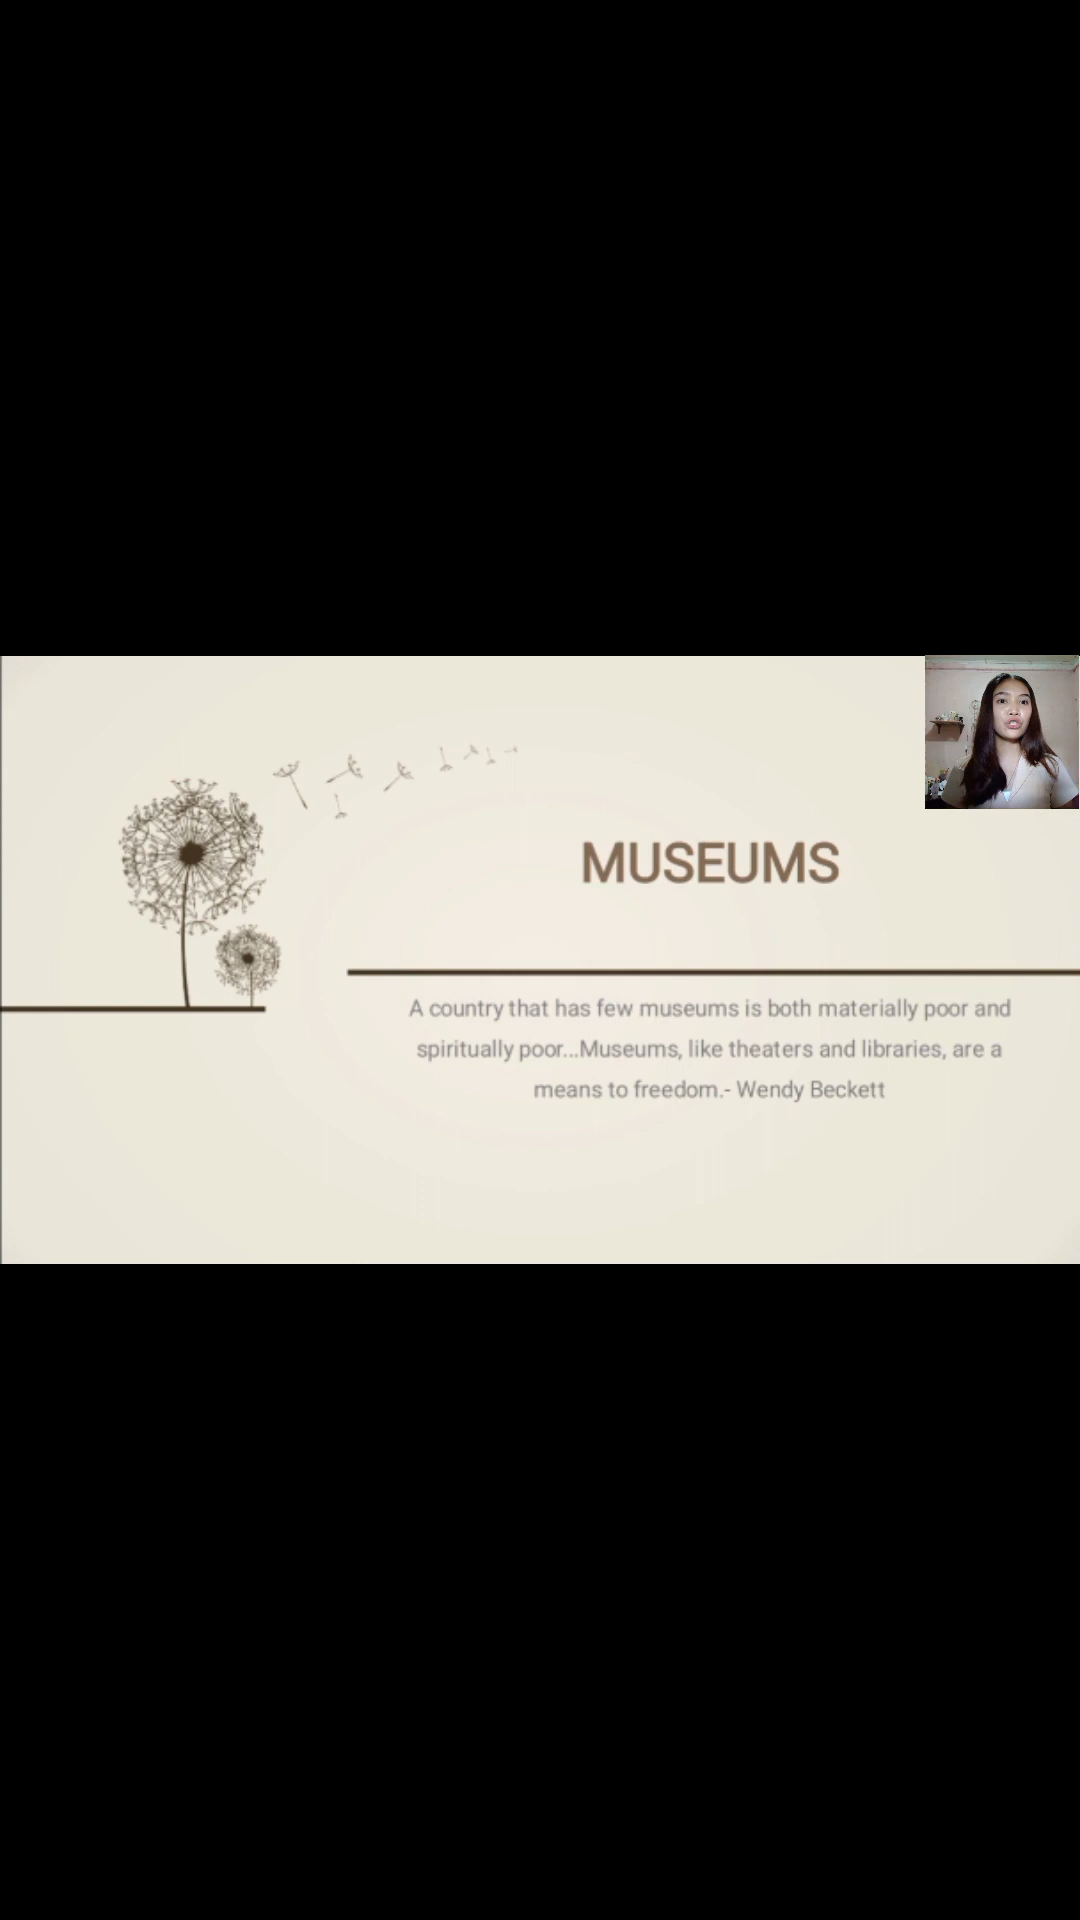 MUSEUMS
A country that has few museums is both materially poor and
spiritually poor...Museums, like theaters and libraries, are a
means to freedom.- Wendy Beckett